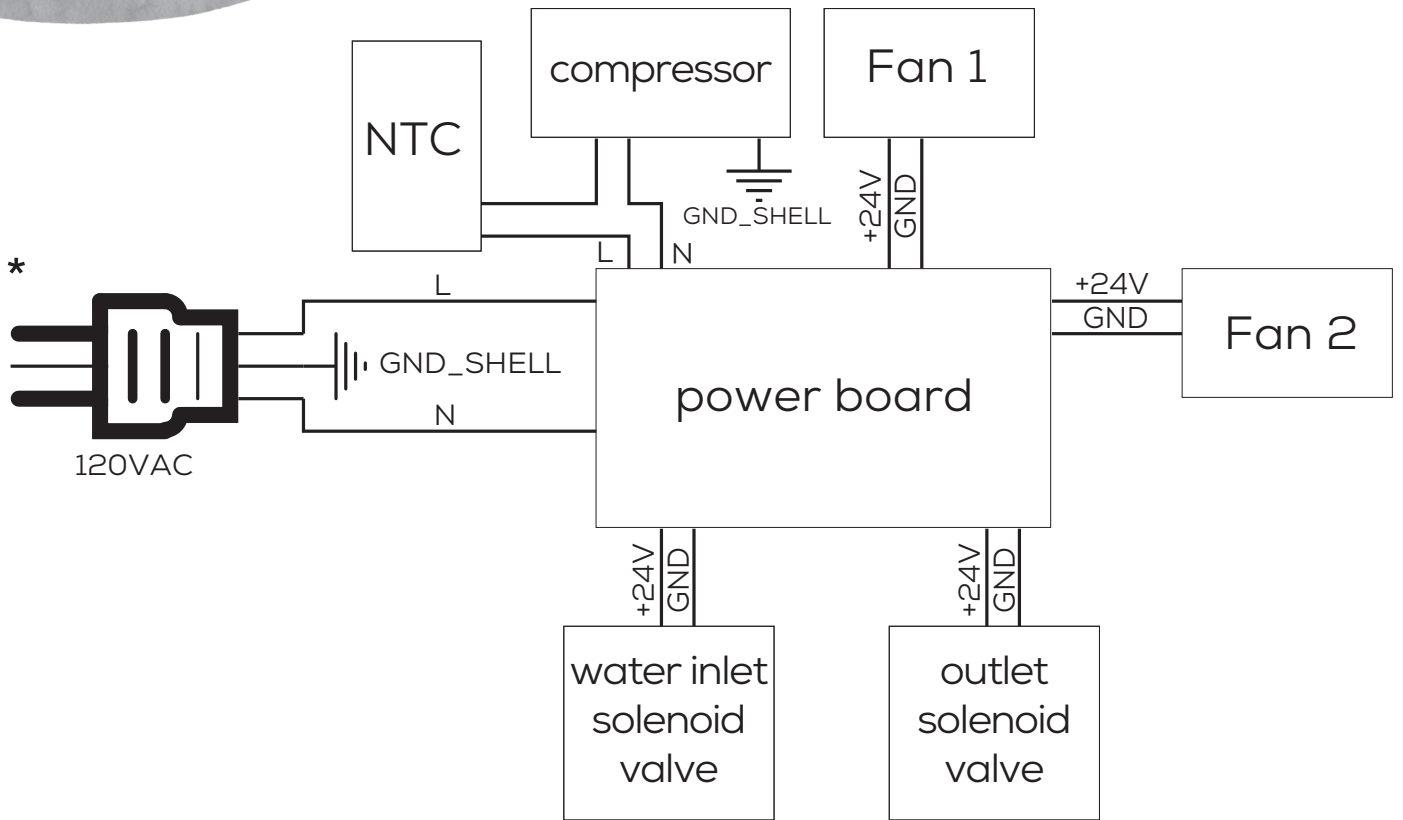 compressor
Fan 1
NTC
+24V
GND
GND_SHELL
L
N
*
L
+24V
GND
Fan 2
GND_SHELL
power board
N
120VAC
+24V
GND
+24V
GND
water inlet
solenoid
valve
outlet
solenoid
valve